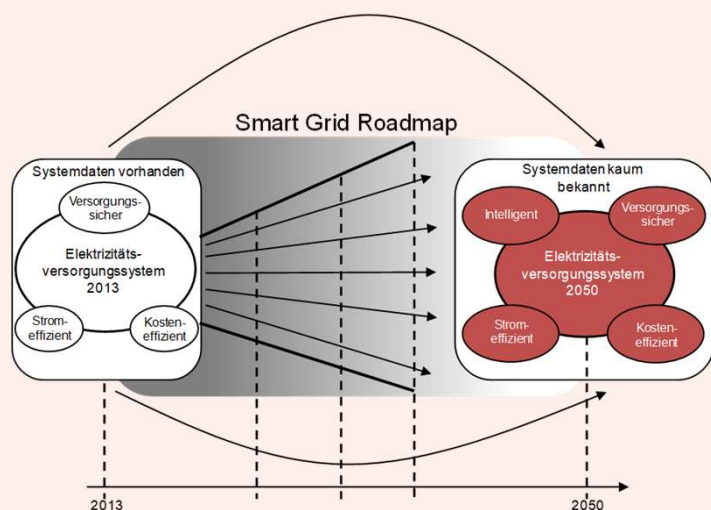 Smart Grid Roadmap
Systemdaten vorhanden
Versorgungs-
sicher
Elektrizitäts-
versorgungssystem
2013
Strom-
effizient
Kosten-
effizient
Systemdaten kaum
bekannt
Intelligent
Versorgungs-
sicher
Elektrizitäts-
versorgungssystem
2050
Strom-
effizient
Kosten-
effizient
2013
2050